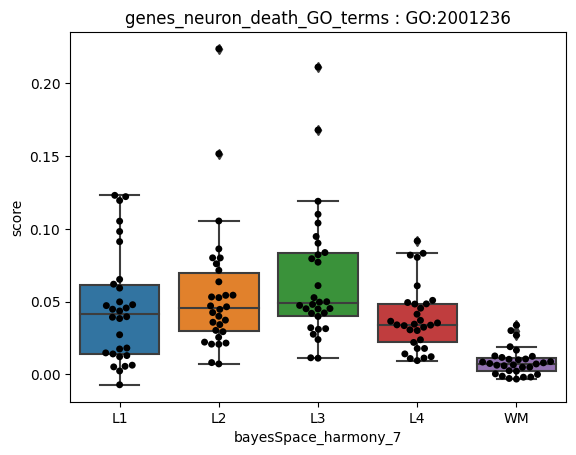 genes_neuron_death_GO_terms : GO:2001236
score
0.20
0.15
0.10
0.05
0.00
L1 L2 L3 L4 WM
bayesSpace_harmony_7